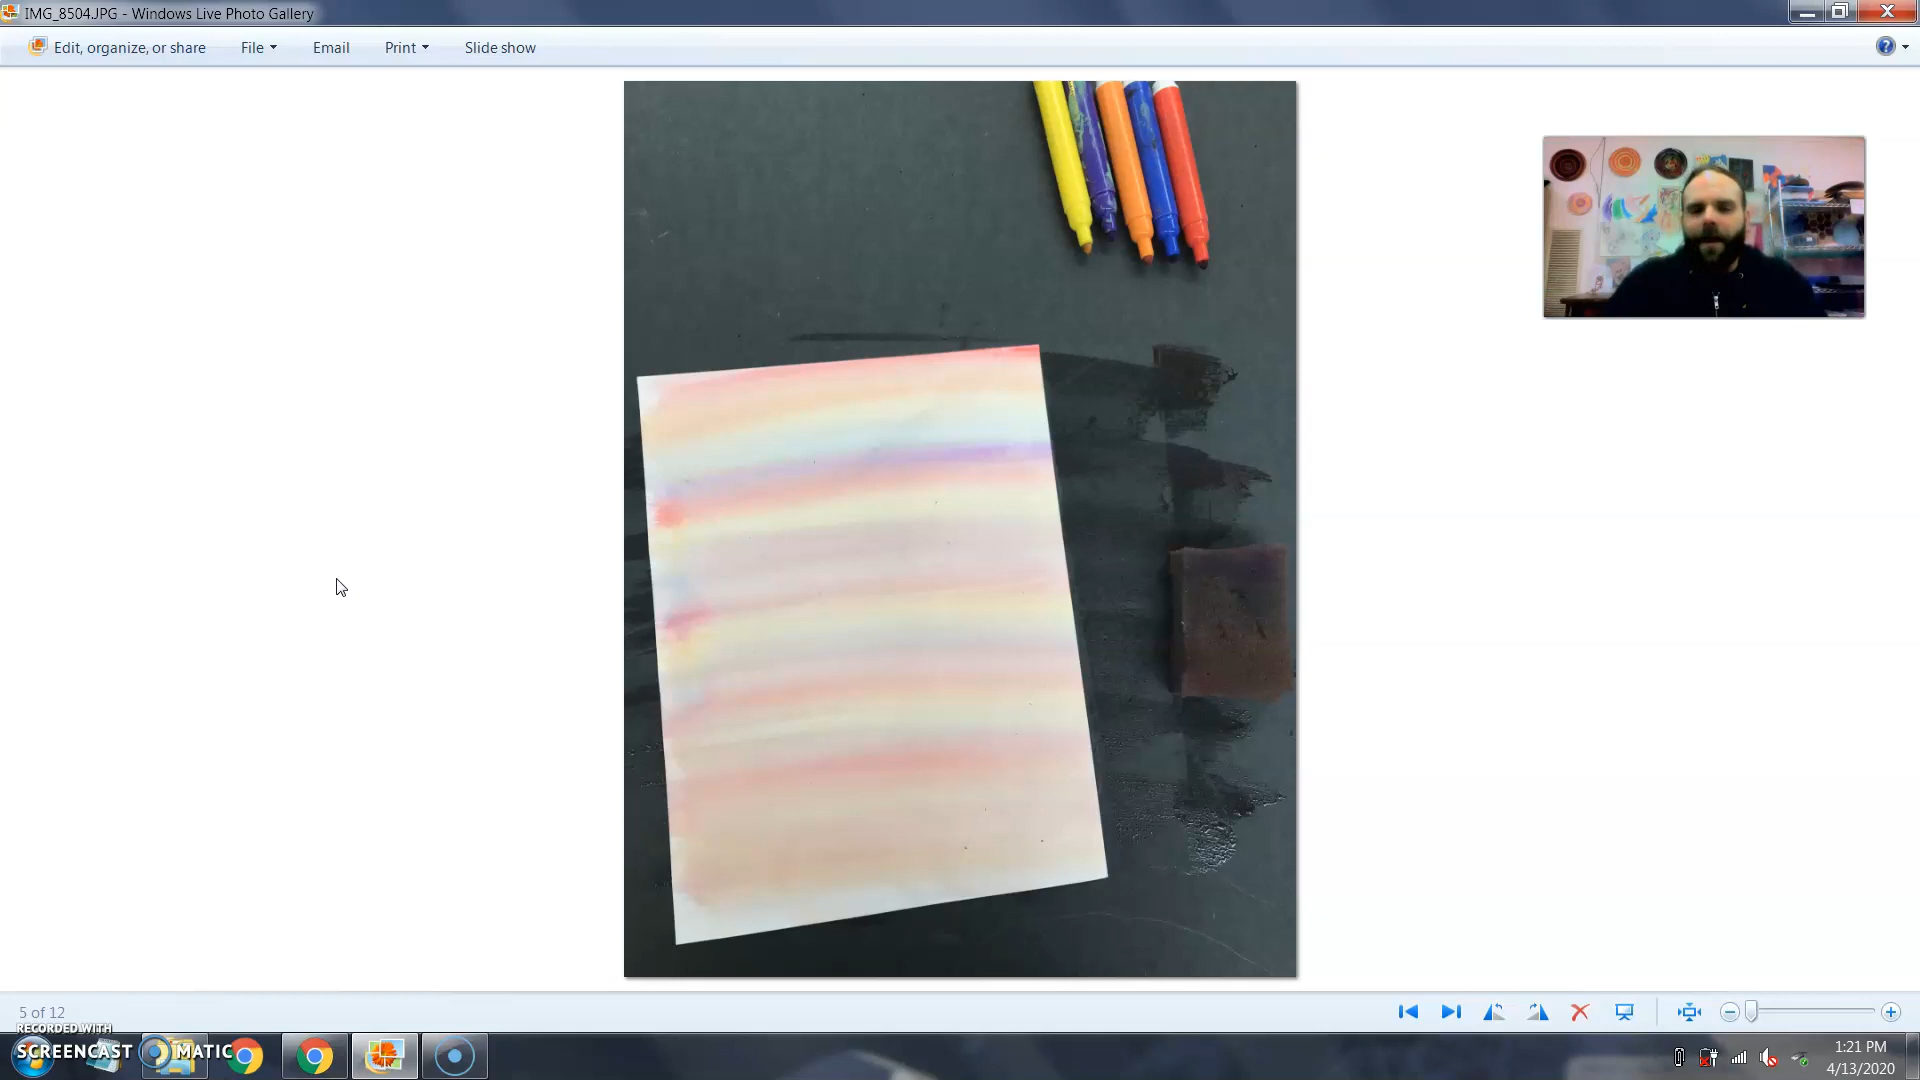 IMG_8504.JPG - Windows Live Photo Gallery
Edit, organize, or share File Email Print Slide show
5 of 12
RECORDED WITH
SCREENCAST MATIC
1:21 PM
4/13/2020